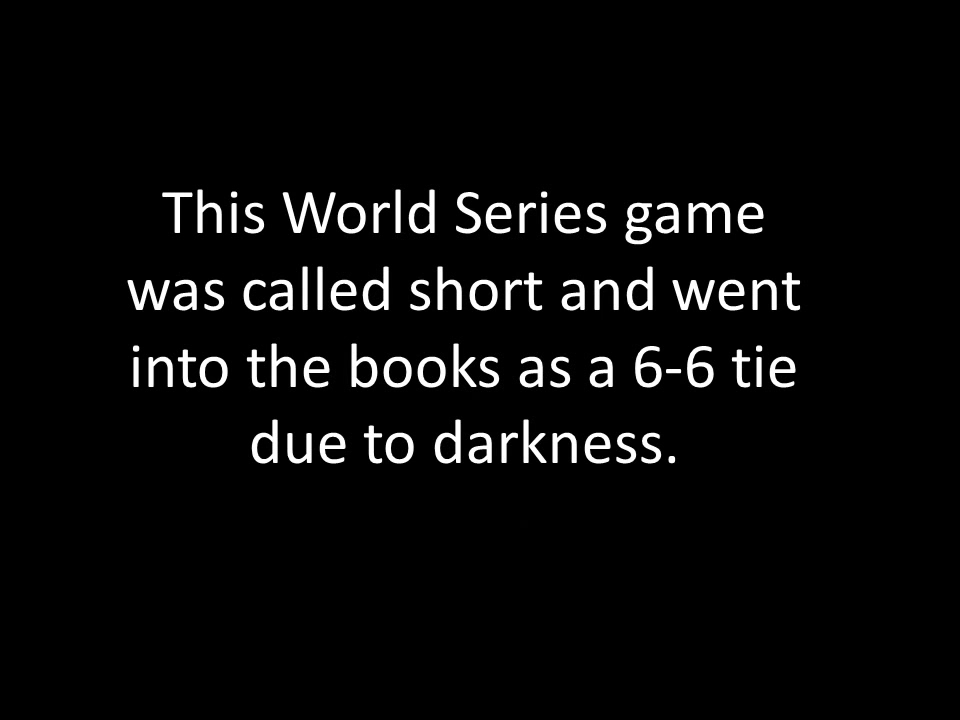 This World Series game
was called short and went
into the books as a 6-6 tie
due to darkness.